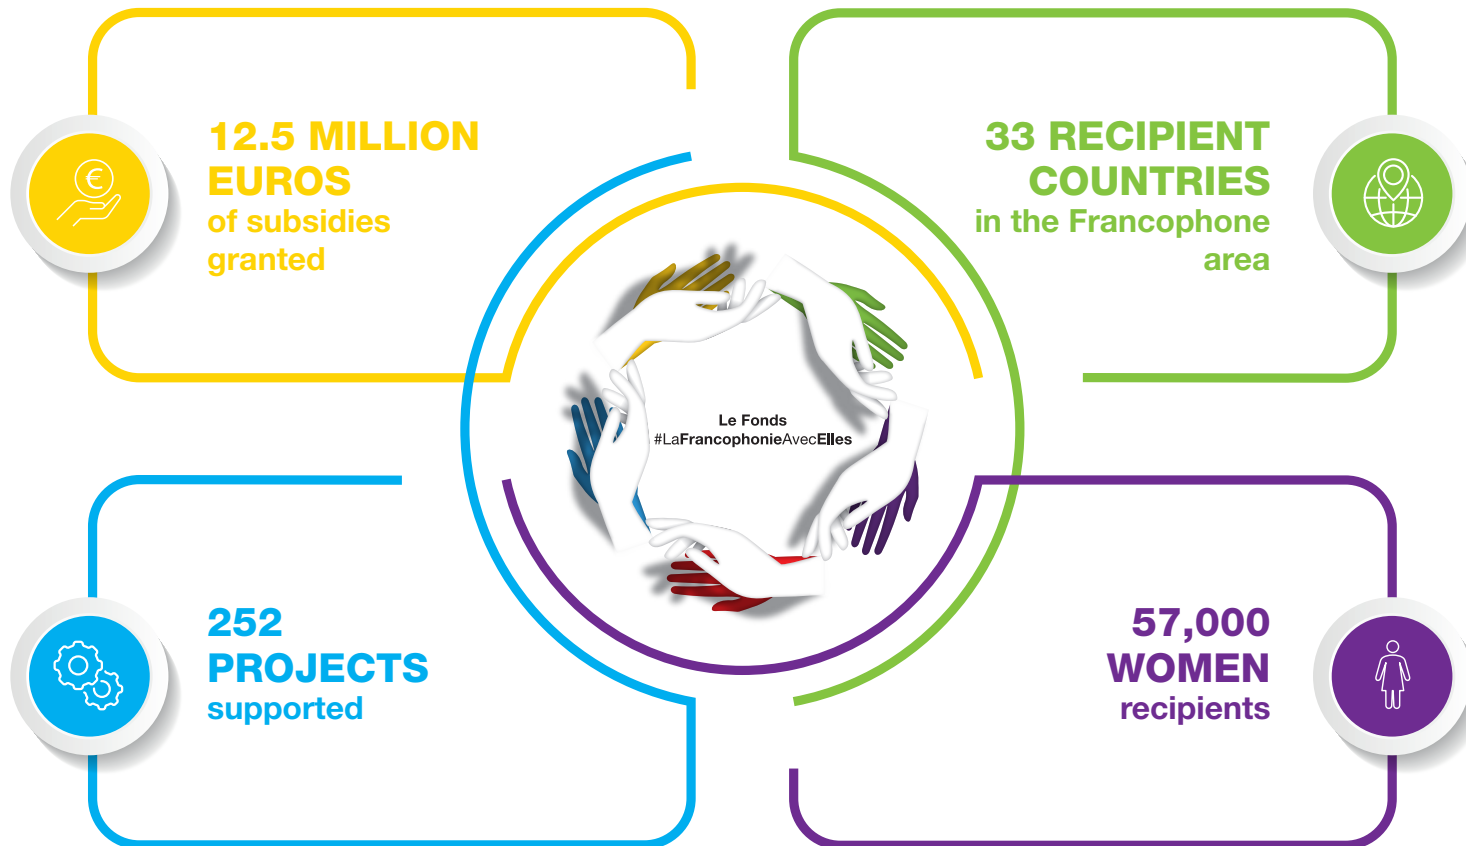 12.5 MILLION
EUROS
of subsidies
granted
33 RECIPIENT
COUNTRIES
in the Francophone
area
€
Le Fonds
#LaFrancophonieAvecElles
252
PROJECTS
supported
57,000
WOMEN
recipients